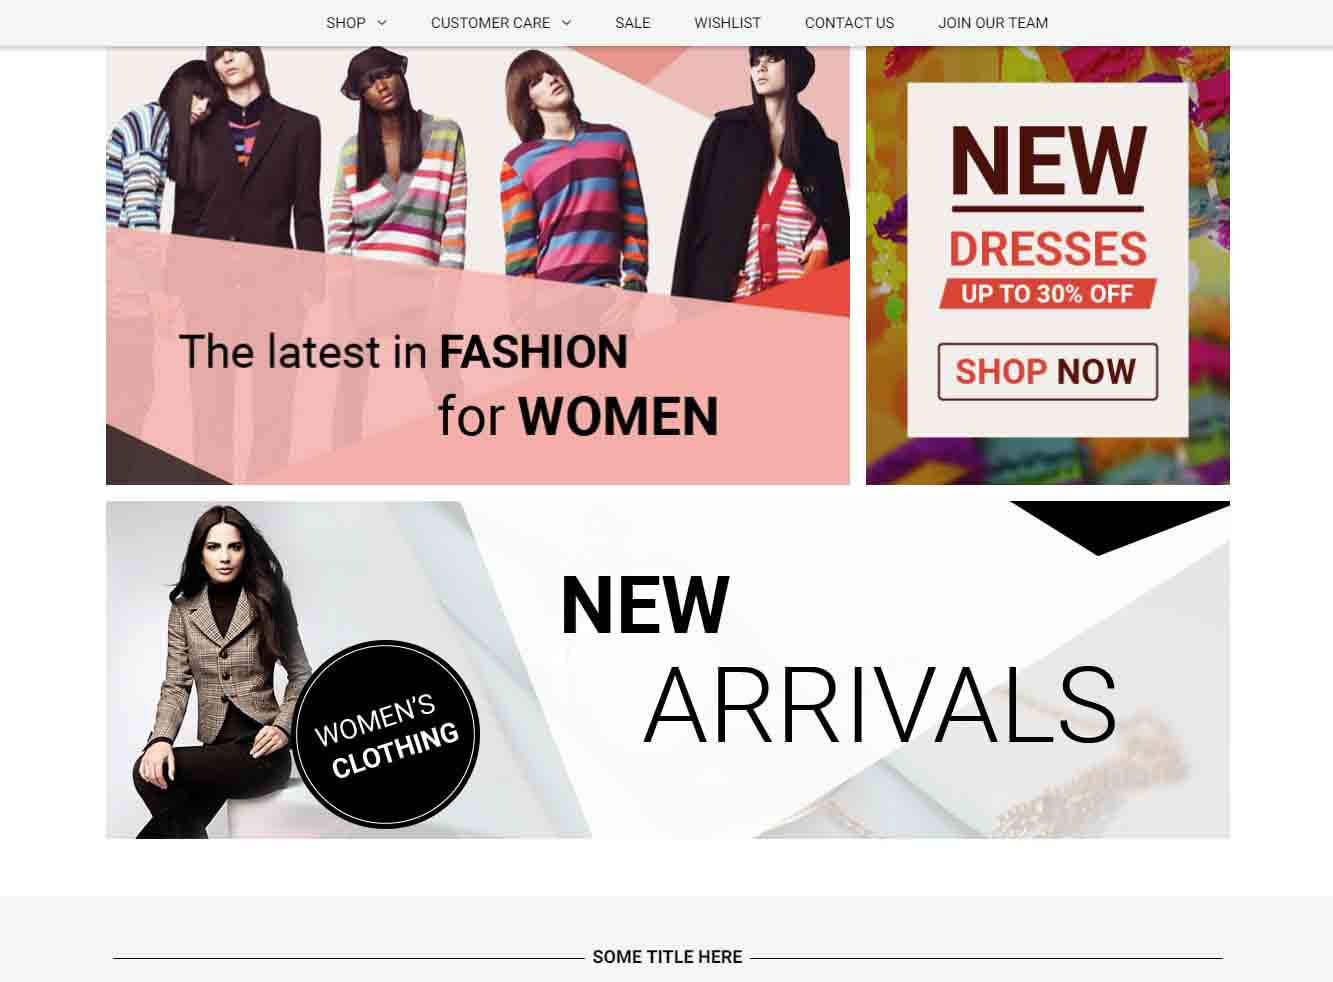 SHOP CUSTOMER CARE SALE WISHLIST CONTACT US JOIN OUR TEAM
The latest in FASHION
for WOMEN
NEW
DRESSES
UP TO 30% OFF
SHOP NOW
WOMEN'S
CLOTHING
NEW
ARRIVALS
SOME TITLE HERE